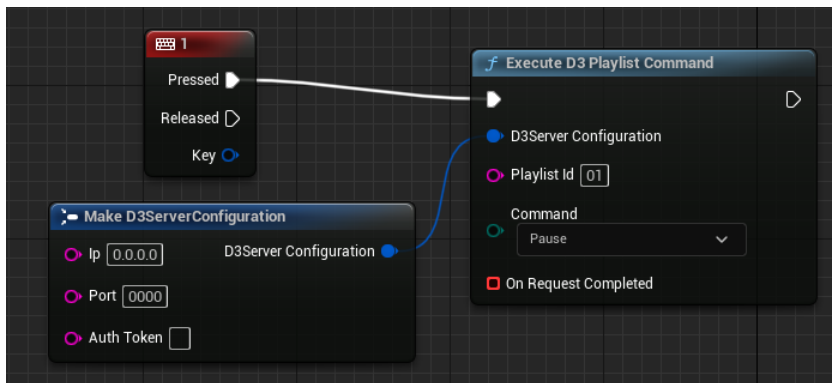 1
Pressed
Released
Key
Make D3ServerConfiguration
Ip 0.0.0.0
D3Server Configuration
Port 0000
Auth Token
f Execute D3 Playlist Command
D3Server Configuration
Playlist Id 01
Command
Pause
On Request Completed